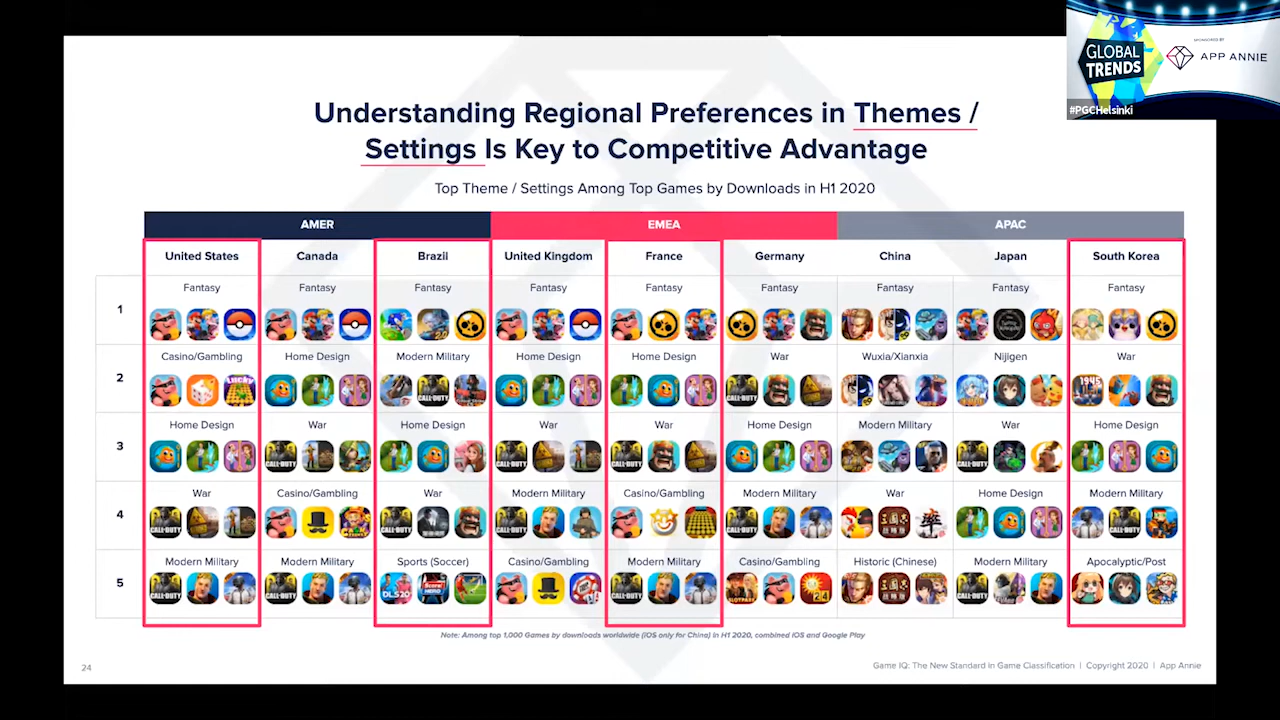 GLOBAL
TRENDS
SPONSORED BY
APP ANNIE
#PGCHelsinki
Understanding Regional Preferences in Themes /
Settings Is Key to Competitive Advantage
Top Theme / Settings Among Top Games by Downloads in H1 2020
AMER EMEA APAC
United States Canada Brazil United Kingdom France Germany China Japan South Korea
1 Fantasy Fantasy Fantasy Fantasy Fantasy Fantasy Fantasy Fantasy Fantasy
2 Casino/Gambling Home Design Modern Military Home Design Home Design War Wuxia/Xianxia Nijigen War
3 Home Design War Home Design War War Home Design Modern Military War Home Design
4 War Casino/Gambling War Modern Military Casino/Gambling Modern Military War Home Design Modern Military
5 Modern Military Modern Military Sports (Soccer) Casino/Gambling Modern Military Casino/Gambling Historic (Chinese) Modern Military Apocalyptic/Post
Note: Among top 1,000 Games by downloads worldwide (iOS only for China) in H1 2020, combined iOS and Google Play
24
Game IQ: The New Standard in Game Classification | Copyright 2020 | App Annie